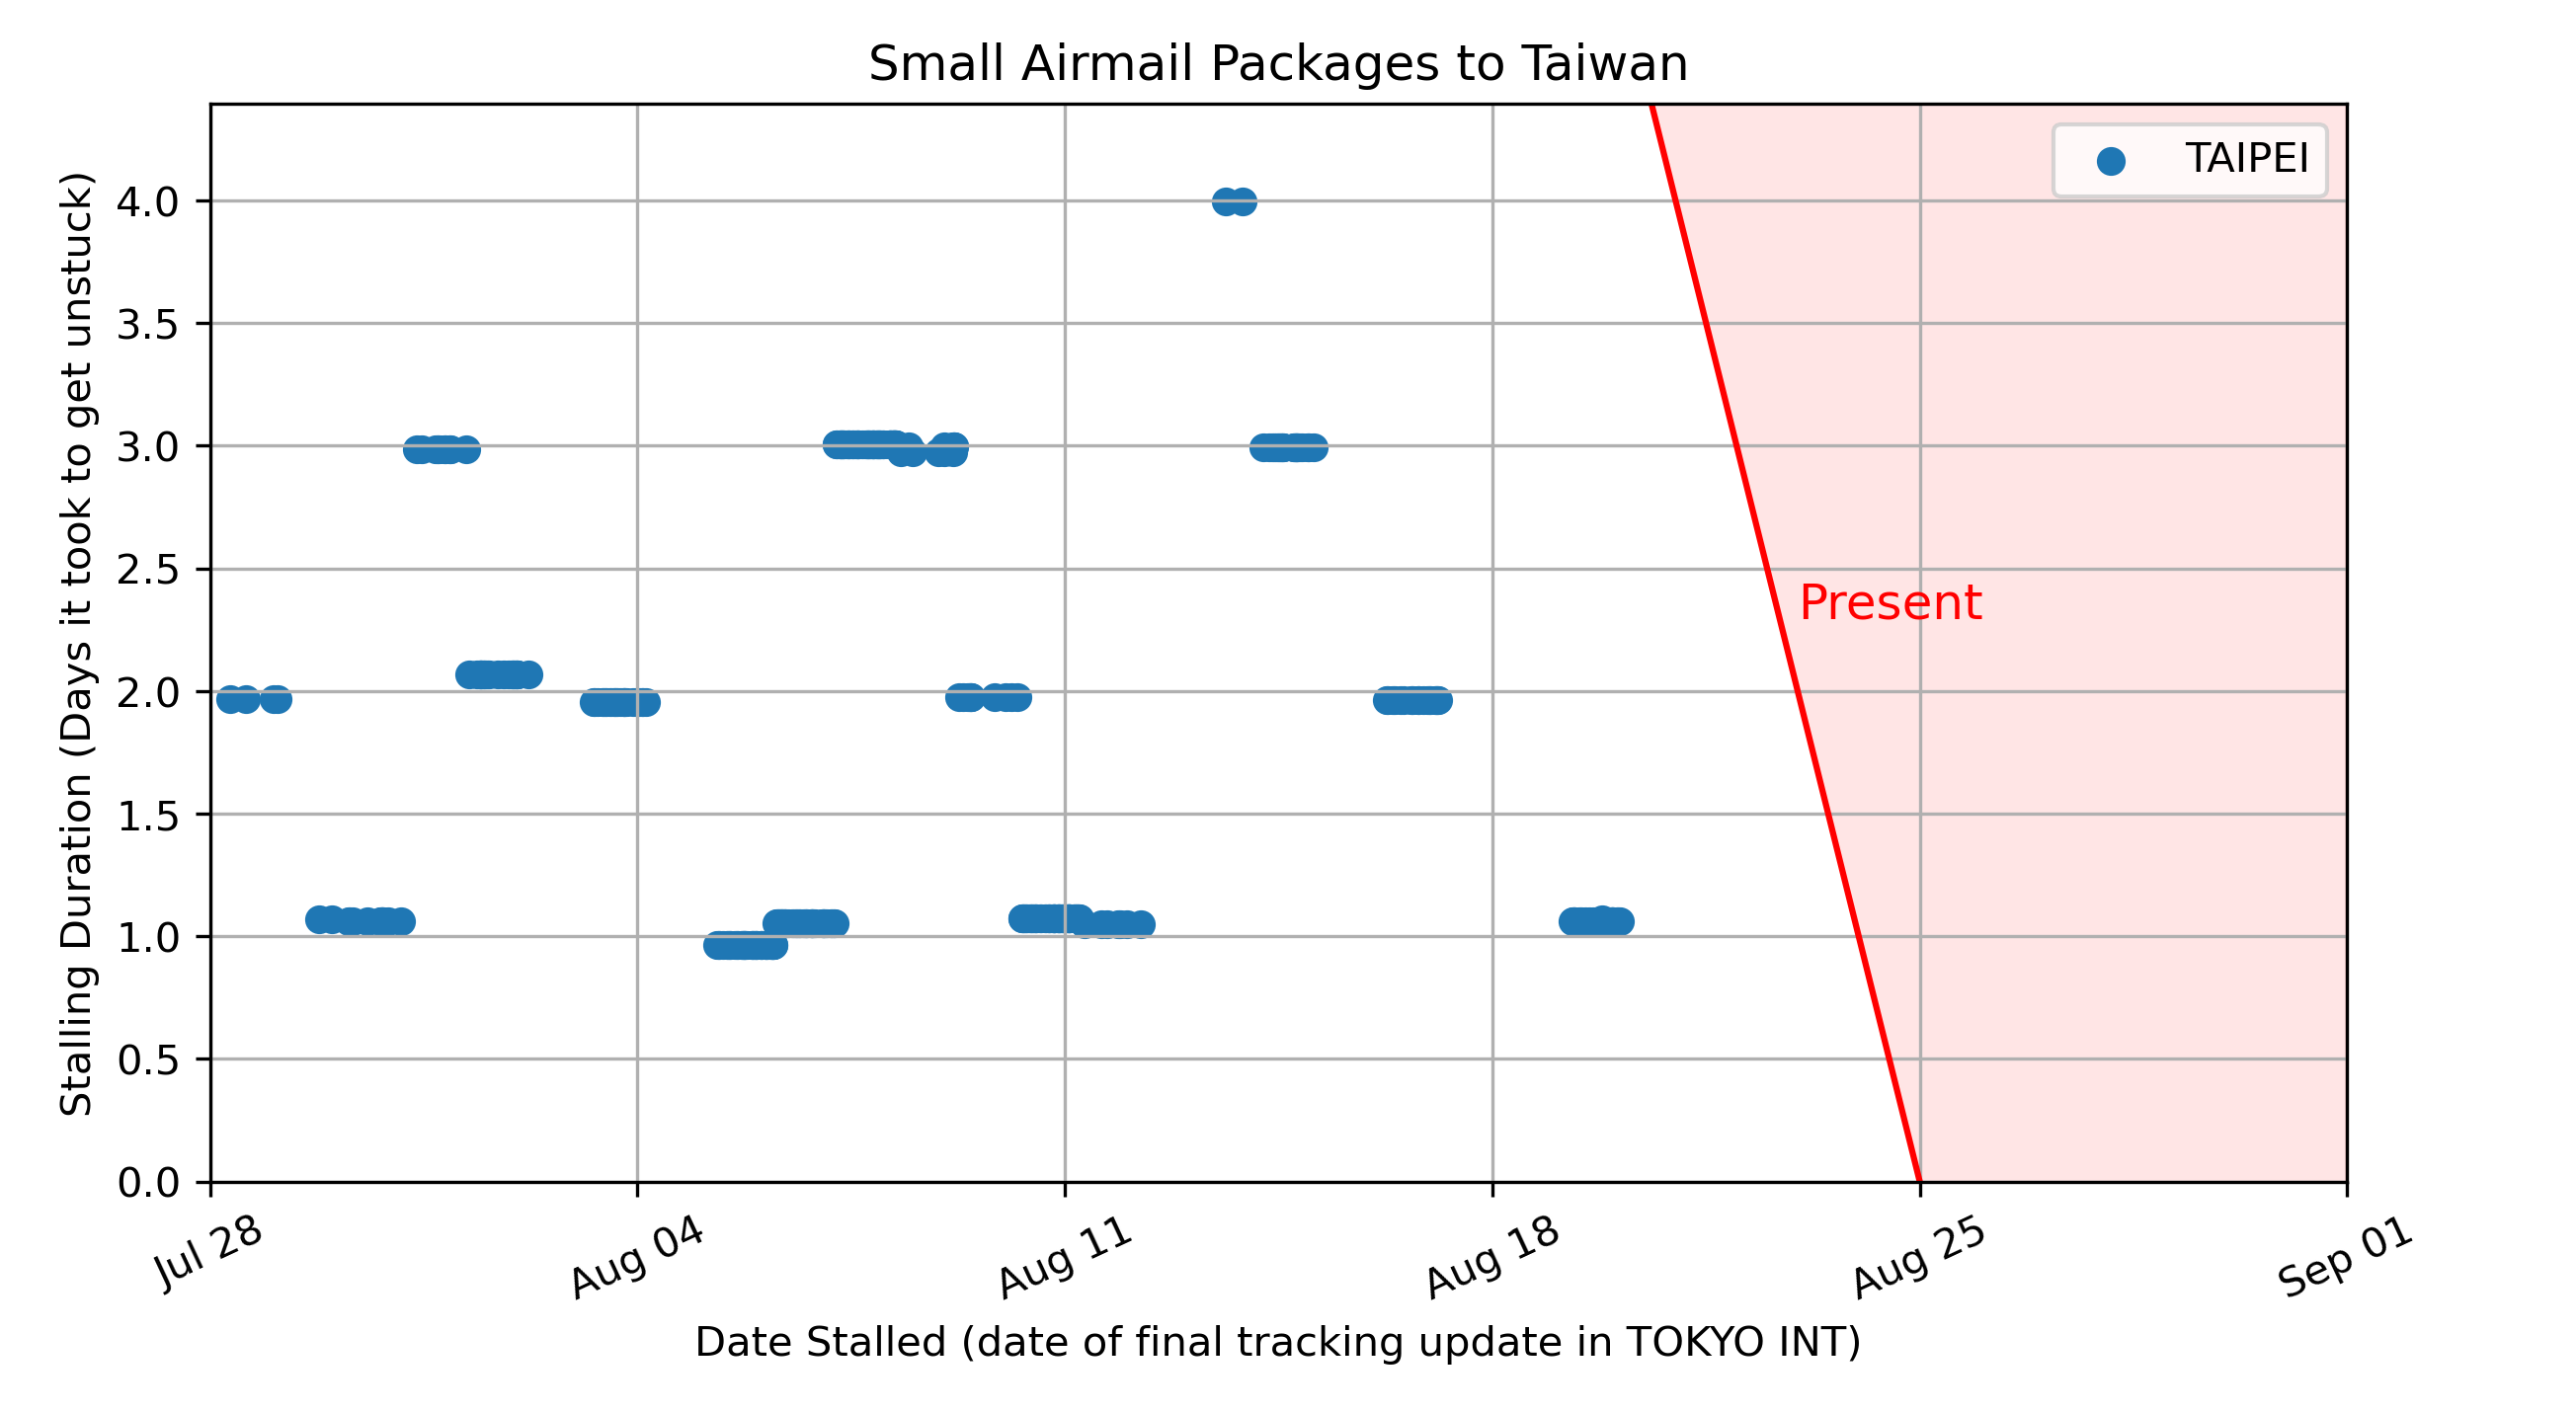 Small Airmail Packages to Taiwan
TAIPEI
Stalling Duration (Days it took to get unstuck)
4.0
3.5
3.0
2.5
2.0
1.5
1.0
0.5
0.0
Present
Jul 28
Aug 04
Aug 11
Aug 18
Aug 25
Sep 01
Date Stalled (date of final tracking update in TOKYO INT)